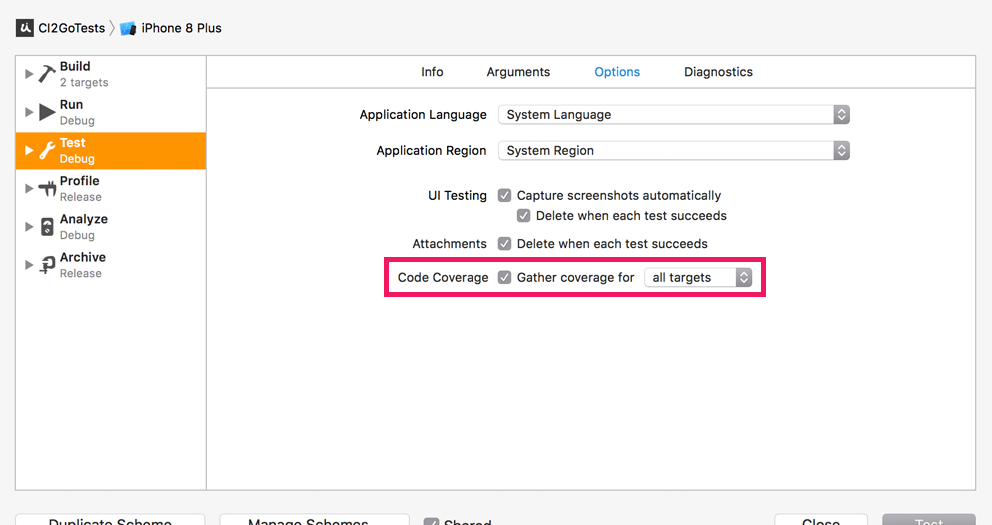 CI2GoTests iPhone 8 Plus
Build
2 targets
Run
Debug
Test
Debug
Profile
Release
Analyze
Debug
Archive
Release
Info Arguments Options Diagnostics
Application Language System Language
Application Region System Region
UI Testing Capture screenshots automatically
Delete when each test succeeds
Attachments Delete when each test succeeds
Code Coverage Gather coverage for all targets
Duplicate Scheme Manage Schemes Shared Close Test